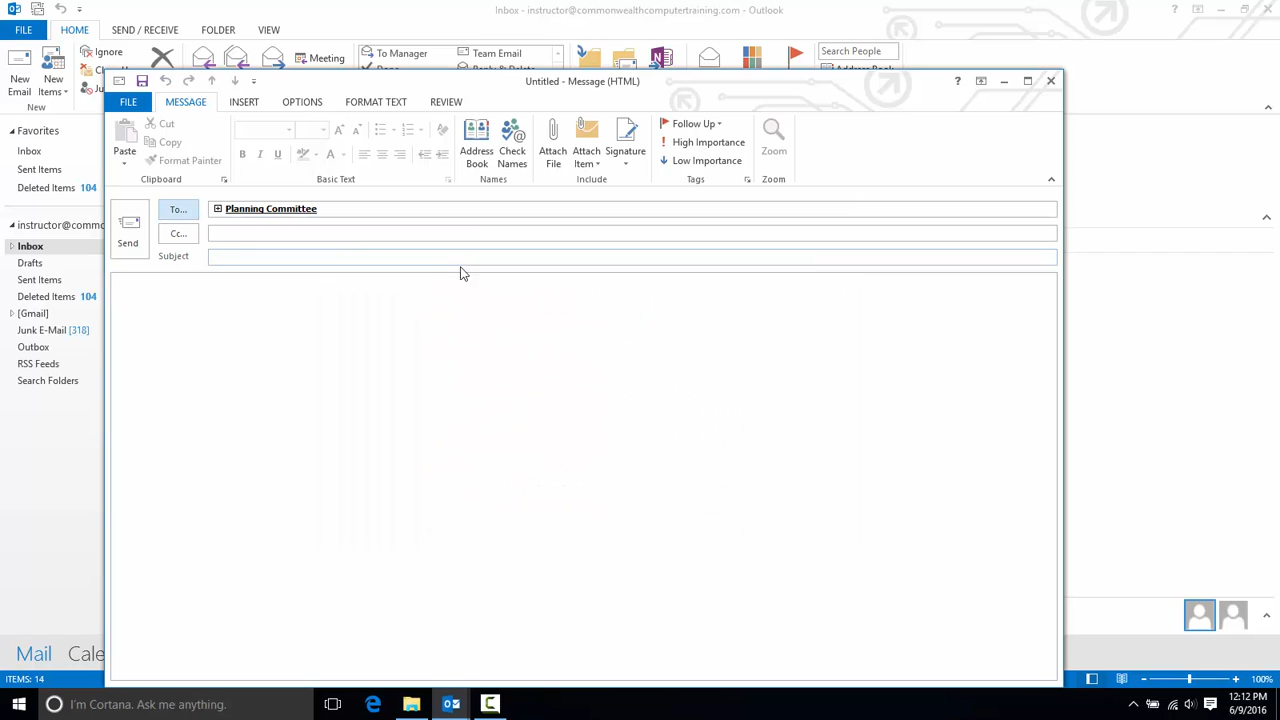 Inbox - instructor@commonwealthcomputertraining.com - Outlook
FILE HOME SEND / RECEIVE FOLDER VIEW
Ignore
To Manager
Team Email
Meeting
Search People
New Email
New Items
New
Untitled - Message (HTML)
FILE MESSAGE INSERT OPTIONS FORMAT TEXT REVIEW
Paste
Cut
Copy
Format Painter
Clipboard
B I U
Basic Text
Address Book
Check Names
Names
Attach File
Attach Item
Signature
Include
Follow Up
High Importance
Low Importance
Tags
Zoom
Zoom
Send
To...
Planning Committee
Cc...
Subject
Favorites
Inbox
Sent Items
Deleted Items 104
instructor@commo
Inbox
Drafts
Sent Items
Deleted Items 104
[Gmail]
Junk E-Mail [318]
Outbox
RSS Feeds
Search Folders
Mail Cale
ITEMS: 14
100%
I'm Cortana. Ask me anything.
12:12 PM
6/9/2016